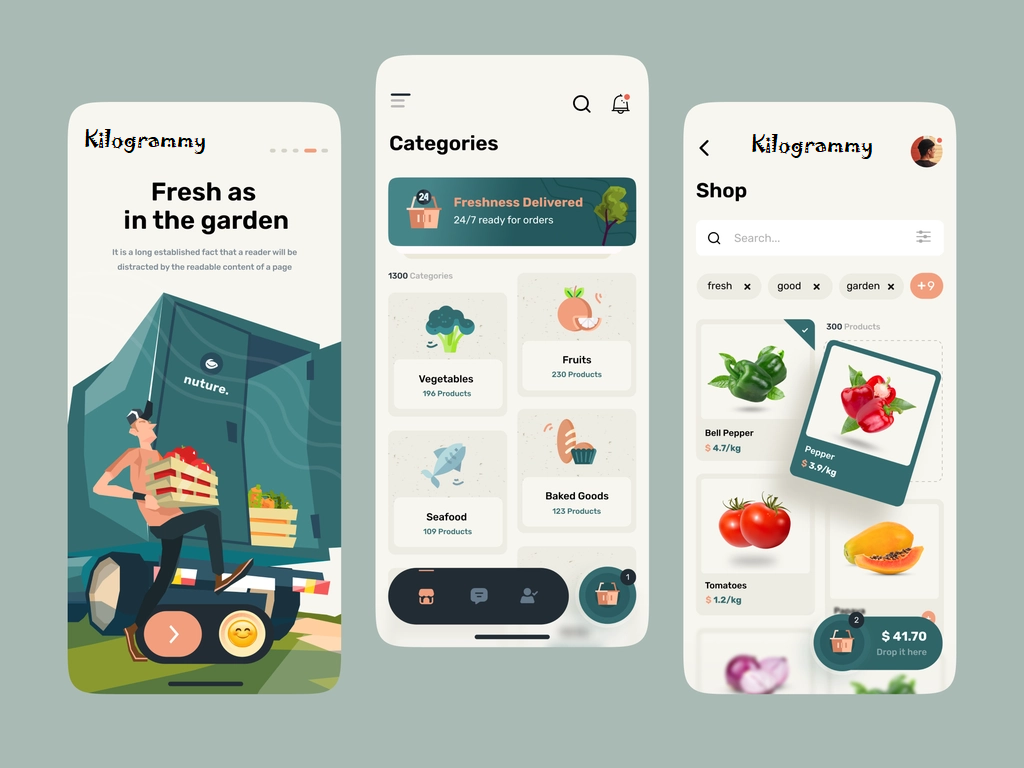 Kilogrammy
Fresh as
in the garden
It is a long established fact that a reader will be
distracted by the readable content of a page
nuture.
Categories
24
Freshness Delivered
24/7 ready for orders
1300 Categories
Vegetables
196 Products
Fruits
230 Products
Seafood
109 Products
Baked Goods
123 Products
1
Kilogrammy
Shop
Search...
fresh ×
good ×
garden ×
+9
300 Products
Bell Pepper
$ 4.7/kg
Pepper
$ 3.9/kg
Tomatoes
$ 1.2/kg
Papaya
2
$ 41.70
Drop it here